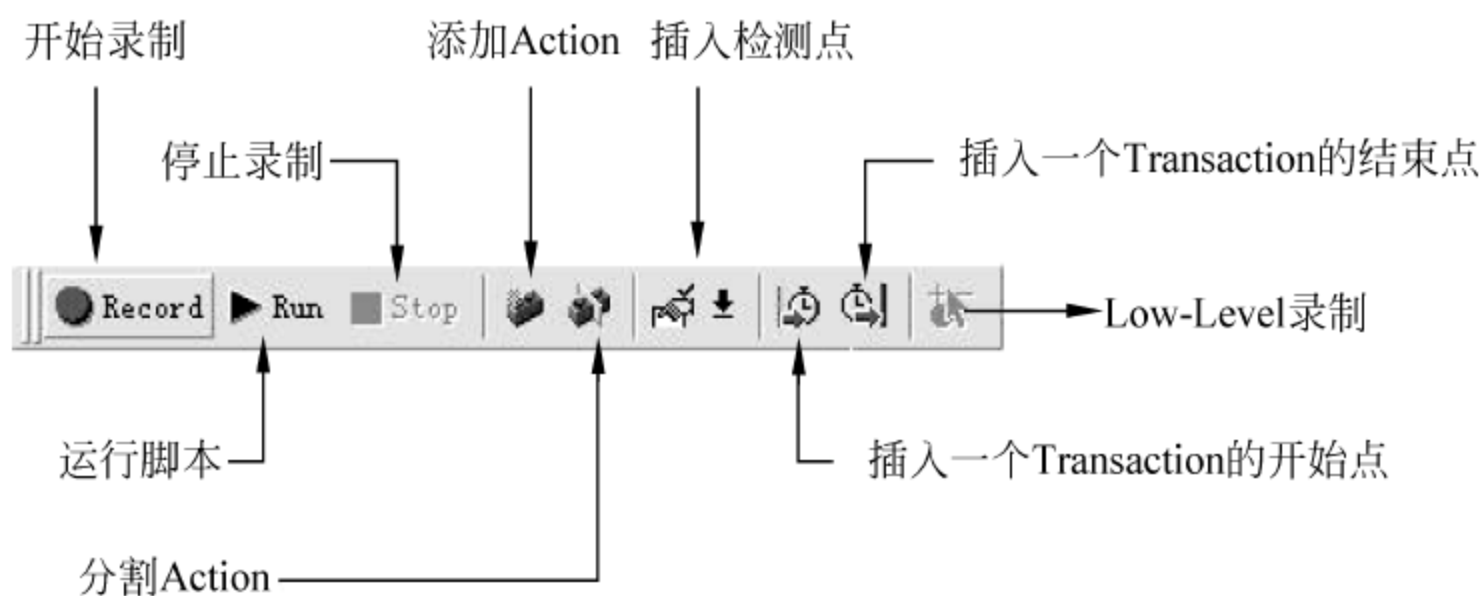 开始录制
添加Action
插入检测点
停止录制
插入一个Transaction的结束点
Record
Run
Stop
Low-Level录制
运行脚本
插入一个Transaction的开始点
分割Action